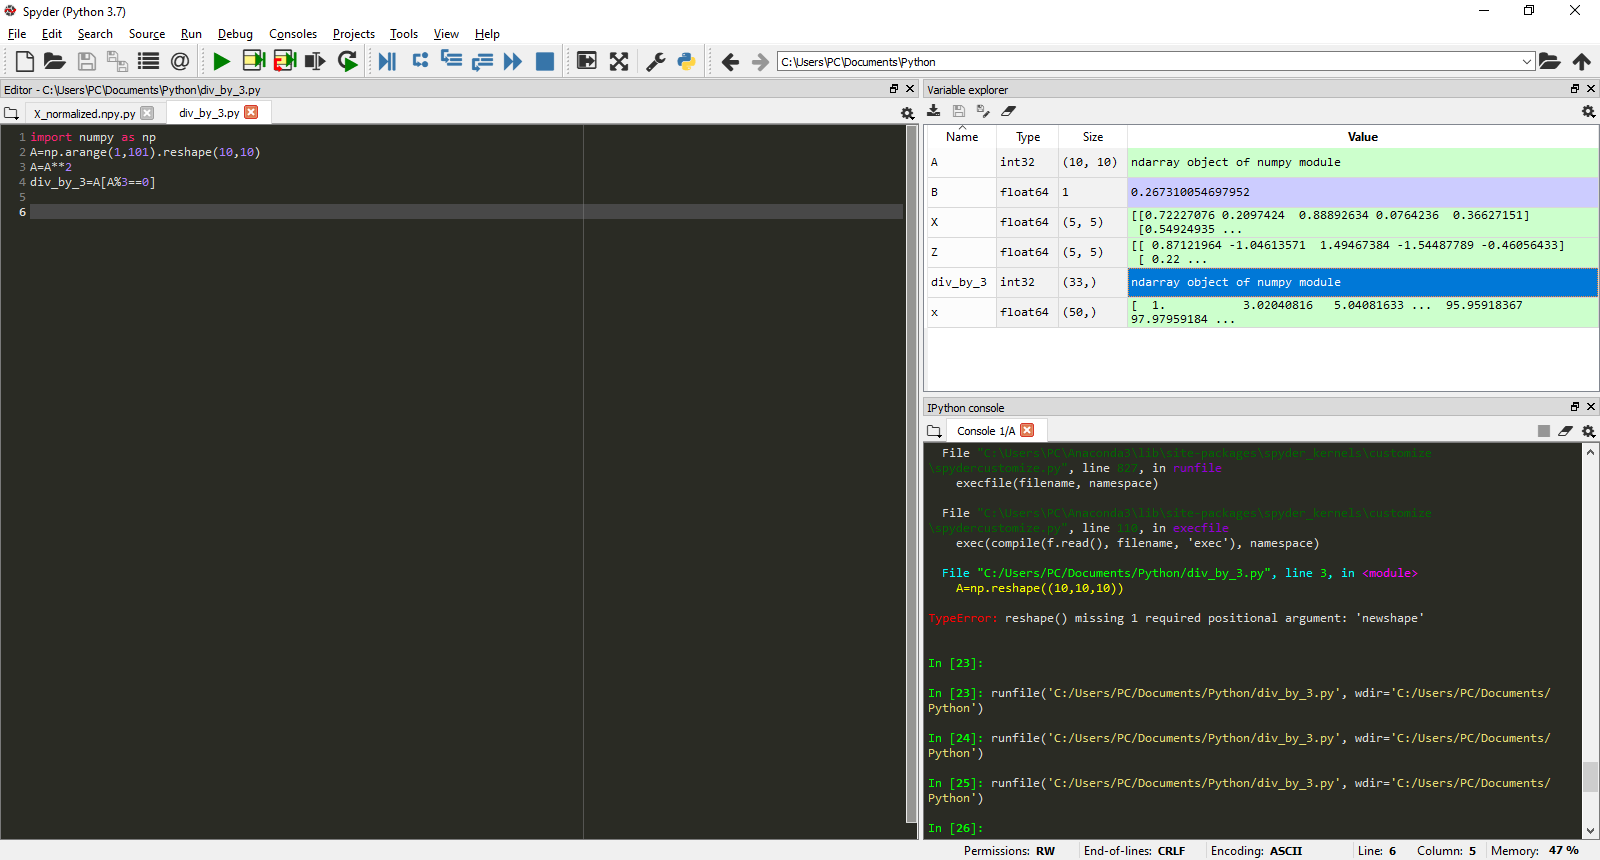 Spyder (Python 3.7)
File Edit Search Source Run Debug Consoles Projects Tools View Help
C:\Users\PC\Documents\Python
Editor - C:\Users\PC\Documents\Python\div_by_3.py
X_normalized.npy.py div_by_3.py
1 import numpy as np
2 A=np.arange(1,101).reshape(10,10)
3 A=A**2
4 div_by_3=A[A%3==0]
5
6
Variable explorer
Name Type Size Value
A int32 (10, 10) ndarray object of numpy module
B float64 1 0.267310054697952
X float64 (5, 5) [[0.72227076 0.2097424  0.88892634 0.0764236  0.36627151]
[0.54924935 ...
Z float64 (5, 5) [[ 0.87121964 -1.04613571  1.49467384 -1.54487789 -0.46056433]
[ 0.22 ...
div_by_3 int32 (33,) ndarray object of numpy module
x float64 (50,) [  1.           3.02040816   5.04081633 ...  95.95918367
97.97959184 ...
IPython console
Console 1/A
File "C:\Users\PC\Anaconda3\lib\site-packages\spyder_kernels\customize
\spydercustomize.py", line 827, in runfile
execfile(filename, namespace)
File "C:\Users\PC\Anaconda3\lib\site-packages\spyder_kernels\customize
\spydercustomize.py", line 110, in execfile
exec(compile(f.read(), filename, 'exec'), namespace)
File "C:/Users/PC/Documents/Python/div_by_3.py", line 3, in <module>
A=np.reshape((10,10,10))
TypeError: reshape() missing 1 required positional argument: 'newshape'
In [23]:
In [23]: runfile('C:/Users/PC/Documents/Python/div_by_3.py', wdir='C:/Users/PC/Documents/
Python')
In [24]: runfile('C:/Users/PC/Documents/Python/div_by_3.py', wdir='C:/Users/PC/Documents/
Python')
In [25]: runfile('C:/Users/PC/Documents/Python/div_by_3.py', wdir='C:/Users/PC/Documents/
Python')
In [26]:
Permissions: RW End-of-lines: CRLF Encoding: ASCII Line: 6 Column: 5 Memory: 47 %